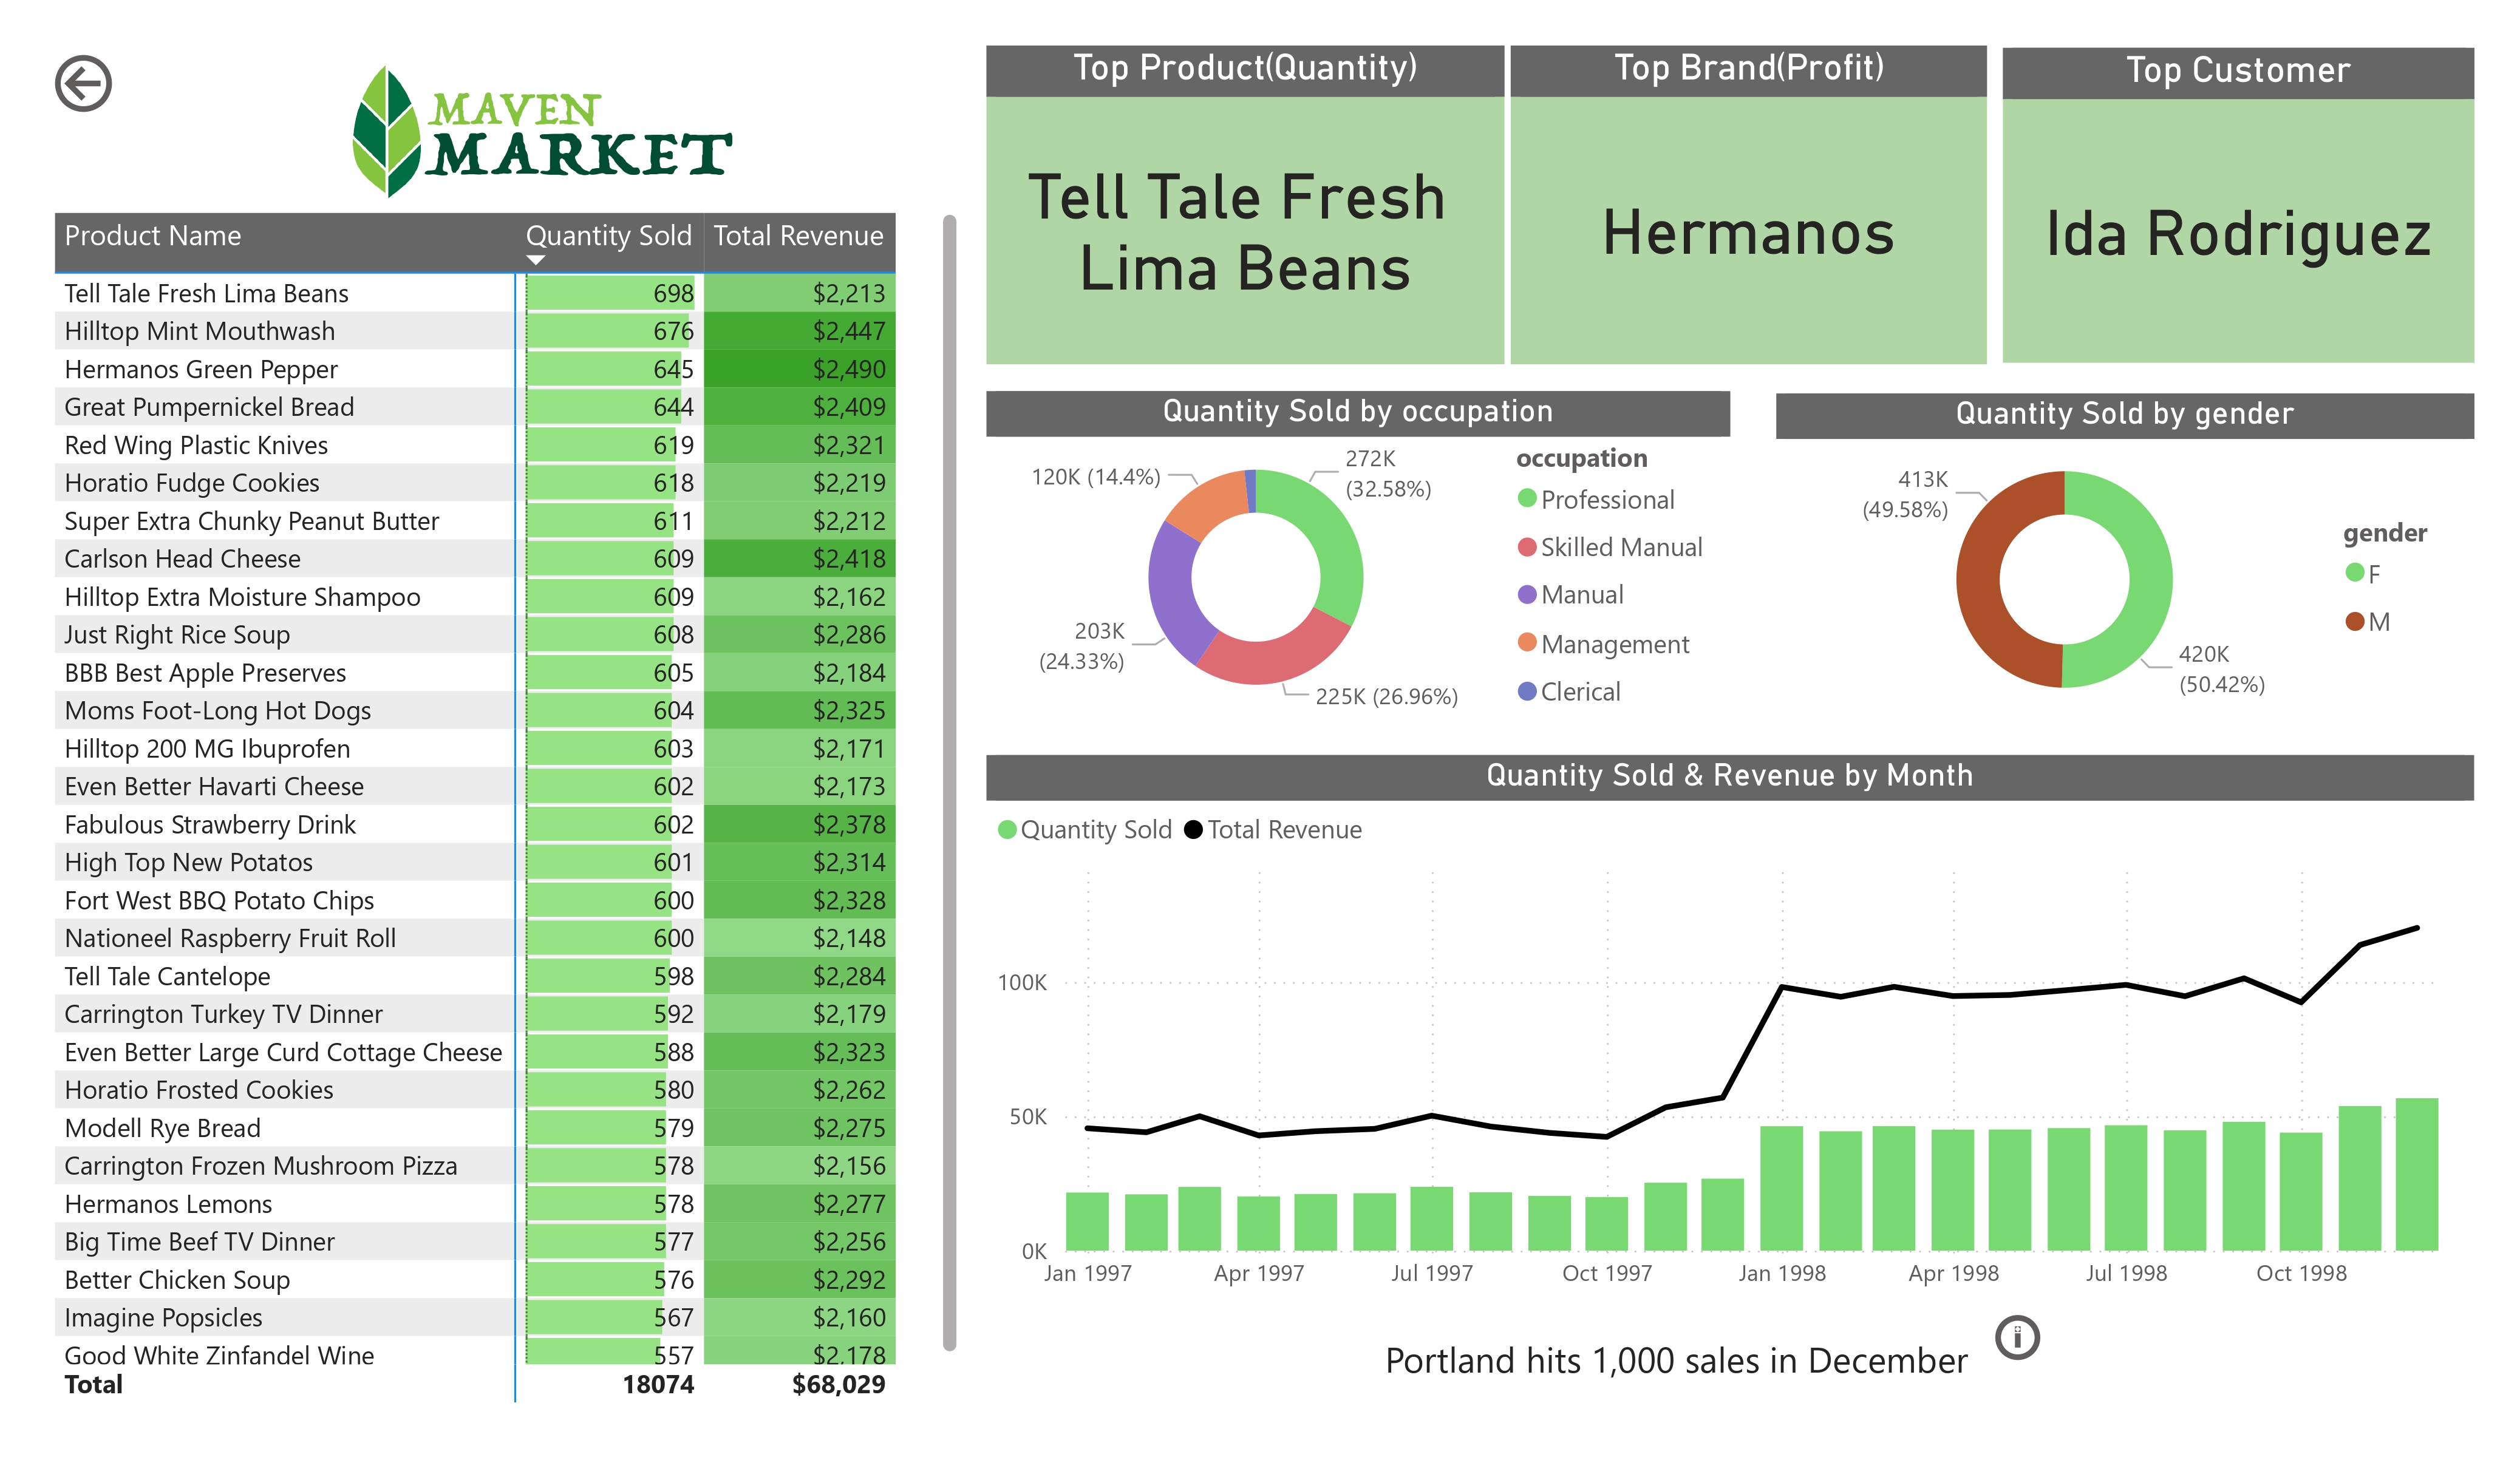 MAVEN
MARKET
Product Name Quantity Sold Total Revenue
Tell Tale Fresh Lima Beans 698 $2,213
Hilltop Mint Mouthwash 676 $2,447
Hermanos Green Pepper 645 $2,490
Great Pumpernickel Bread 644 $2,409
Red Wing Plastic Knives 619 $2,321
Horatio Fudge Cookies 618 $2,219
Super Extra Chunky Peanut Butter 611 $2,212
Carlson Head Cheese 609 $2,418
Hilltop Extra Moisture Shampoo 609 $2,162
Just Right Rice Soup 608 $2,286
BBB Best Apple Preserves 605 $2,184
Moms Foot-Long Hot Dogs 604 $2,325
Hilltop 200 MG Ibuprofen 603 $2,171
Even Better Havarti Cheese 602 $2,173
Fabulous Strawberry Drink 602 $2,378
High Top New Potatos 601 $2,314
Fort West BBQ Potato Chips 600 $2,328
Nationeel Raspberry Fruit Roll 600 $2,148
Tell Tale Cantelope 598 $2,284
Carrington Turkey TV Dinner 592 $2,179
Even Better Large Curd Cottage Cheese 588 $2,323
Horatio Frosted Cookies 580 $2,262
Modell Rye Bread 579 $2,275
Carrington Frozen Mushroom Pizza 578 $2,156
Hermanos Lemons 578 $2,277
Big Time Beef TV Dinner 577 $2,256
Better Chicken Soup 576 $2,292
Imagine Popsicles 567 $2,160
Good White Zinfandel Wine 557 $2,178
Total 18074 $68,029
Top Product(Quantity)
Tell Tale Fresh
Lima Beans
Top Brand(Profit)
Hermanos
Top Customer
Ida Rodriguez
Quantity Sold by occupation
120K (14.4%)
272K
(32.58%)
203K
(24.33%)
225K (26.96%)
occupation
Professional
Skilled Manual
Manual
Management
Clerical
Quantity Sold by gender
413K
(49.58%)
420K
(50.42%)
gender
F
M
Quantity Sold & Revenue by Month
Quantity Sold Total Revenue
100K
50K
0K
Jan 1997 Apr 1997 Jul 1997 Oct 1997 Jan 1998 Apr 1998 Jul 1998 Oct 1998
Portland hits 1,000 sales in December